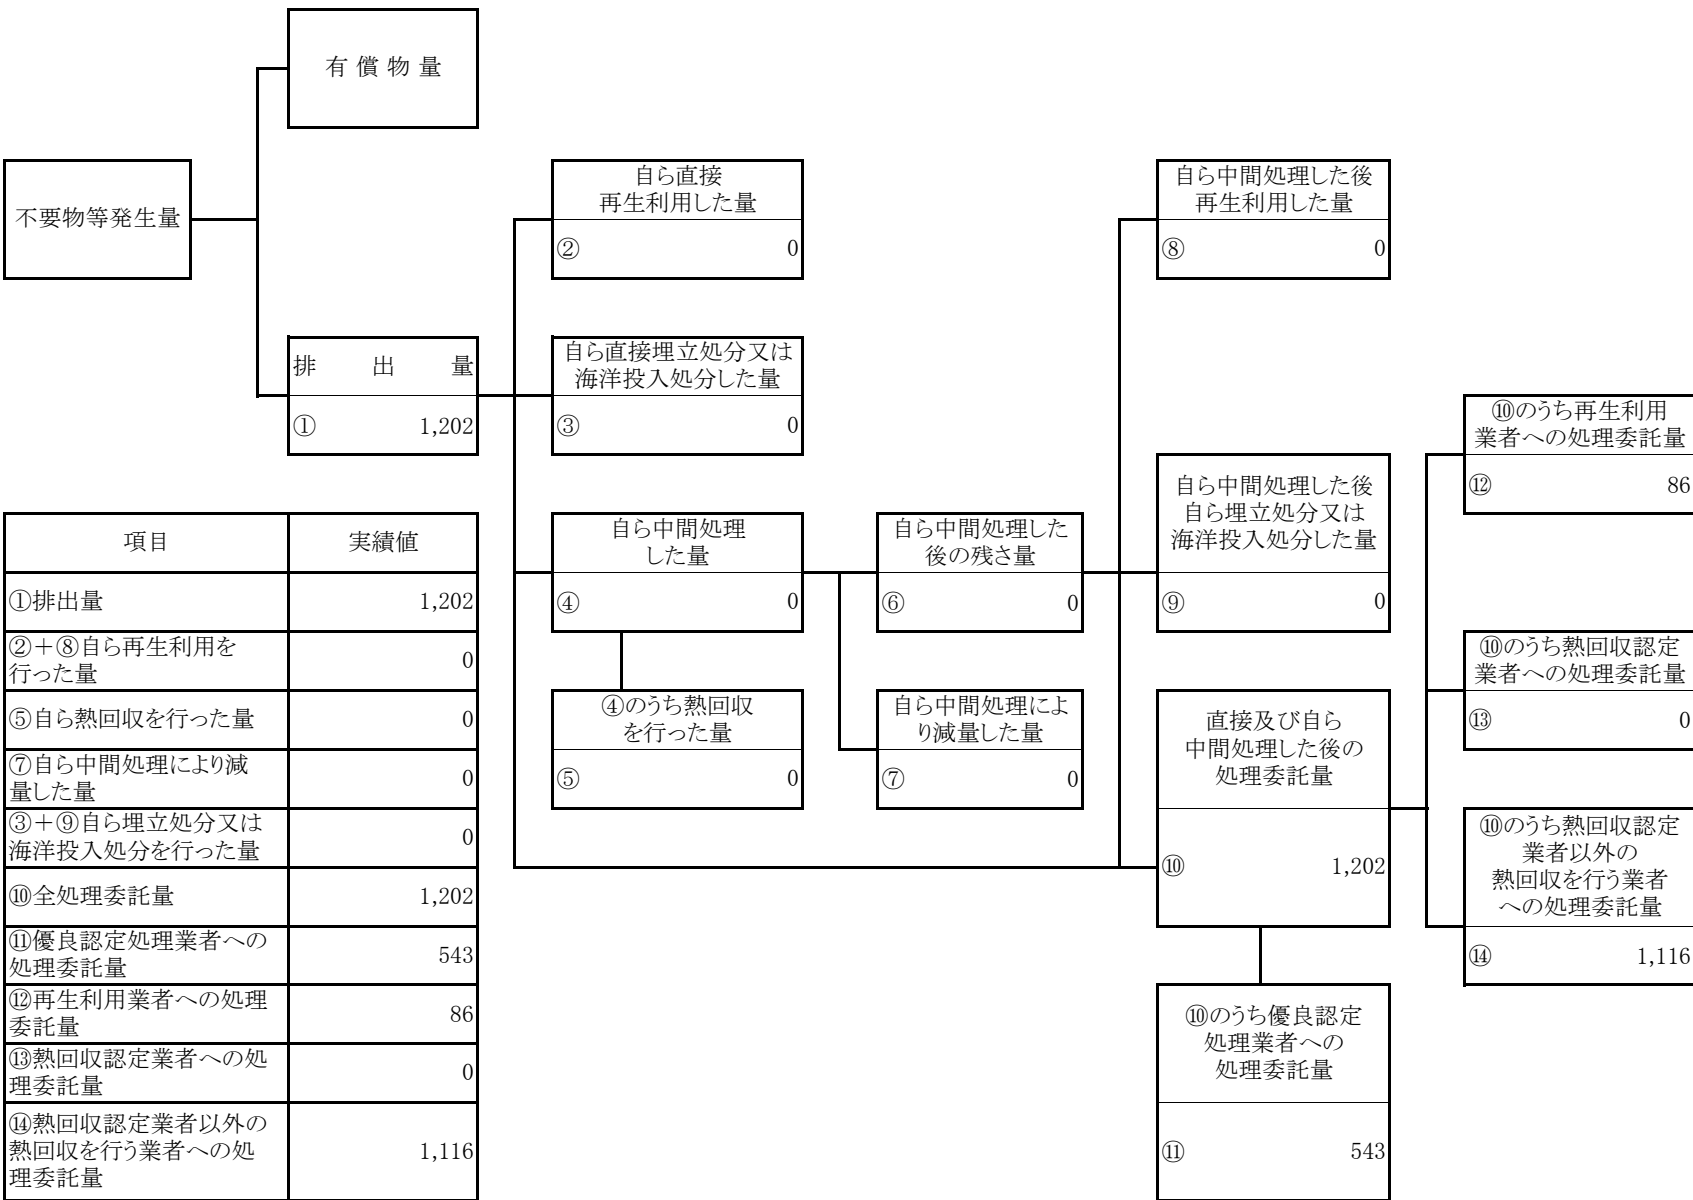 有 償 物 量
不要物等発生量
自ら直接
再生利用した量
② 0
自ら中間処理した後
再生利用した量
⑧ 0
排 出 量
① 1,202
自ら直接埋立処分又は
海洋投入処分した量
③ 0
⑩のうち再生利用
業者への処理委託量
⑫ 86
自ら中間処理
した量
④ 0
自ら中間処理した
後の残さ量
⑥ 0
自ら中間処理した後
自ら埋立処分又は
海洋投入処分した量
⑨ 0
⑩のうち熱回収認定
業者への処理委託量
⑬ 0
④のうち熱回収
を行った量
⑤ 0
自ら中間処理によ
り減量した量
⑦ 0
直接及び自ら
中間処理した後の
処理委託量
⑩ 1,202
⑩のうち熱回収認定
業者以外の
熱回収を行う業者
への処理委託量
⑭ 1,116
⑩のうち優良認定
処理業者への
処理委託量
⑪ 543
項目 実績値
①排出量 1,202
②＋⑧自ら再生利用を
行った量 0
⑤自ら熱回収を行った量 0
⑦自ら中間処理により減
量した量 0
③＋⑨自ら埋立処分又は
海洋投入処分を行った量 0
⑩全処理委託量 1,202
⑪優良認定処理業者への
処理委託量 543
⑫再生利用業者への処理
委託量 86
⑬熱回収認定業者への処
理委託量 0
⑭熱回収認定業者以外の
熱回収を行う業者への処
理委託量 1,116